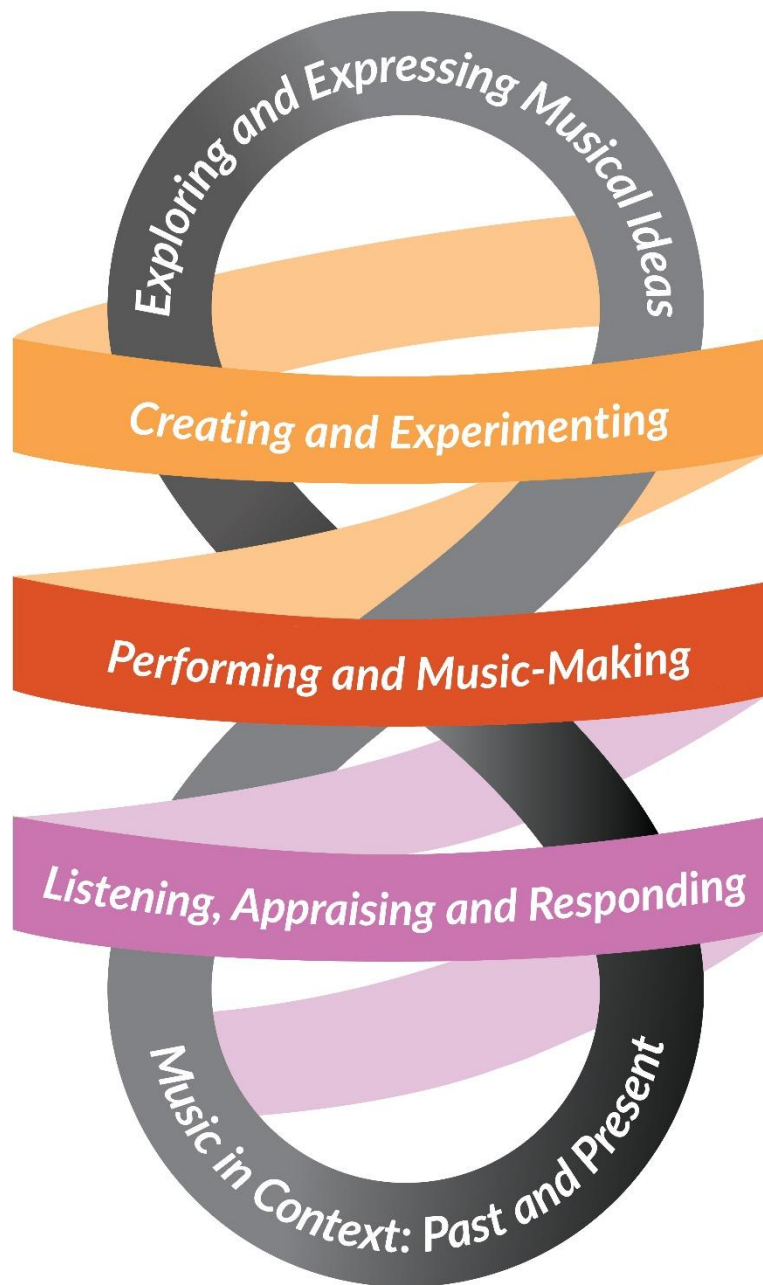 Exploring and Expressing Musical Ideas
Creating and Experimenting
Performing and Music-Making
Listening, Appraising and Responding
Music in Context: Past and Present